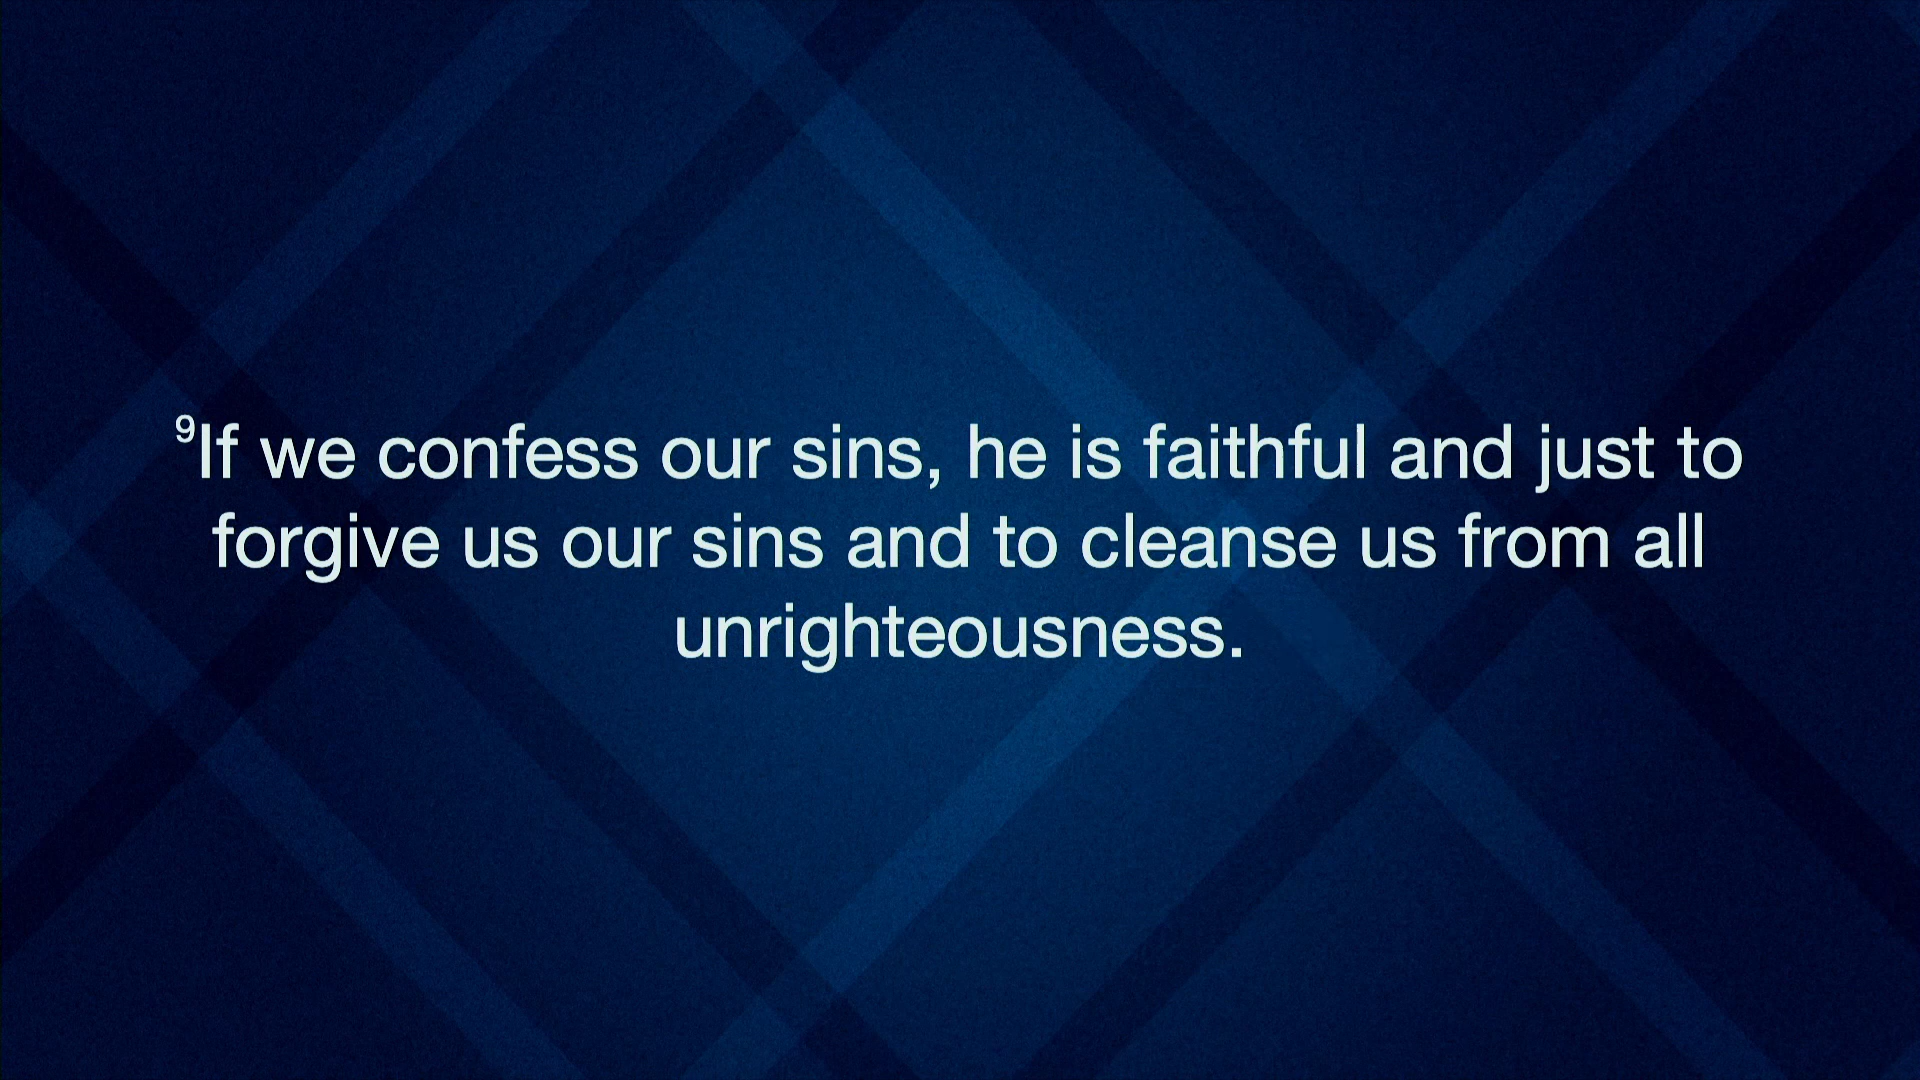 ⁹If we confess our sins, he is faithful and just to
forgive us our sins and to cleanse us from all
unrighteousness.